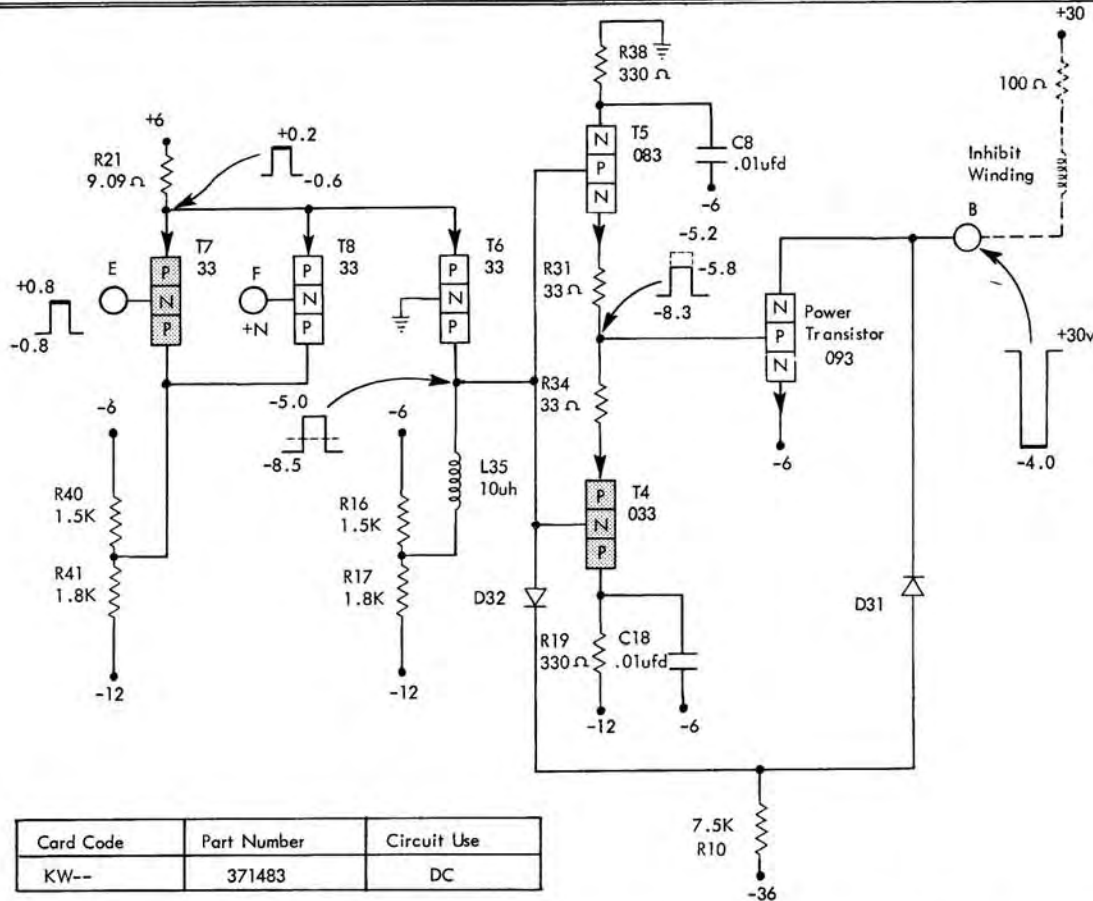 +30
R38
330 Ω
100 Ω
+6
+0.2
-0.6
R21
9.09 Ω
T5
083
C8
.01ufd
-6
Inhibit
Winding
B
N
P
N
E
T7
33
F
T8
33
T6
33
+0.8
-0.8
P
N
P
+N
P
N
P
P
N
P
R31
33 Ω
-5.2
-5.8
-8.3
N
P
N
Power
Transistor
093
+30v
-4.0
-6
R34
33 Ω
-6
-5.0
-8.5
-6
L35
10uh
P
N
P
T4
033
R40
1.5K
R16
1.5K
R41
1.8K
R17
1.8K
D32
D31
R19
330 Ω
C18
.01ufd
-12
-12
-12
-6
Card Code Part Number Circuit Use
KW-- 371483 DC
7.5K
R10
-36